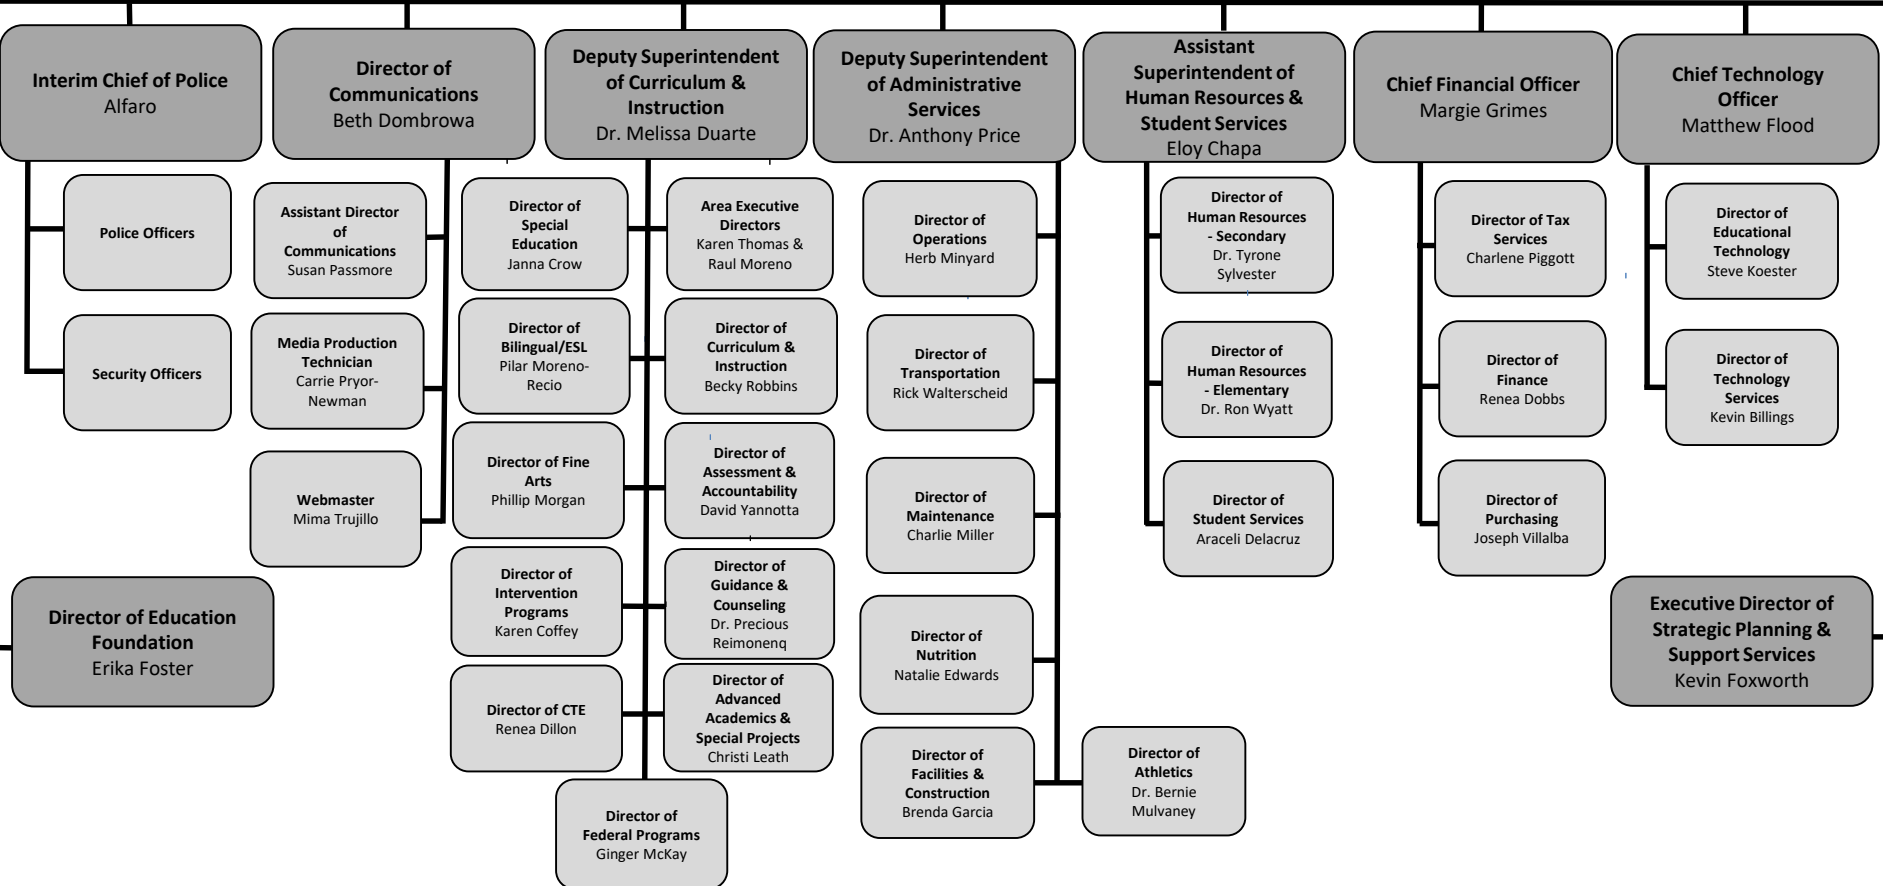 Interim Chief of Police
Alfaro
Director of
Communications
Beth Dombrowa
Deputy Superintendent
of Curriculum &
Instruction
Dr. Melissa Duarte
Deputy Superintendent
of Administrative
Services
Dr. Anthony Price
Assistant
Superintendent of
Human Resources &
Student Services
Eloy Chapa
Chief Financial Officer
Margie Grimes
Chief Technology
Officer
Matthew Flood
Police Officers
Security Officers
Assistant Director
of
Communications
Susan Passmore
Media Production
Technician
Carrie Pryor-
Newman
Webmaster
Mima Trujillo
Director of
Special
Education
Janna Crow
Area Executive
Directors
Karen Thomas &
Raul Moreno
Director of
Bilingual/ESL
Pilar Moreno-
Recio
Director of
Curriculum &
Instruction
Becky Robbins
Director of Fine
Arts
Phillip Morgan
Director of
Assessment &
Accountability
David Yannotta
Director of
Intervention
Programs
Karen Coffey
Director of
Guidance &
Counseling
Dr. Precious
Reimonenq
Director of CTE
Renea Dillon
Director of
Advanced
Academics &
Special Projects
Christi Leath
Director of
Federal Programs
Ginger McKay
Director of
Operations
Herb Minyard
Director of
Transportation
Rick Walterscheid
Director of
Maintenance
Charlie Miller
Director of
Nutrition
Natalie Edwards
Director of
Facilities &
Construction
Brenda Garcia
Director of
Athletics
Dr. Bernie
Mulvaney
Director of
Human Resources
- Secondary
Dr. Tyrone
Sylvester
Director of
Human Resources
- Elementary
Dr. Ron Wyatt
Director of
Student Services
Araceli Delacruz
Director of Tax
Services
Charlene Piggott
Director of
Finance
Renea Dobbs
Director of
Purchasing
Joseph Villalba
Director of
Educational
Technology
Steve Koester
Director of
Technology
Services
Kevin Billings
Director of Education
Foundation
Erika Foster
Executive Director of
Strategic Planning &
Support Services
Kevin Foxworth